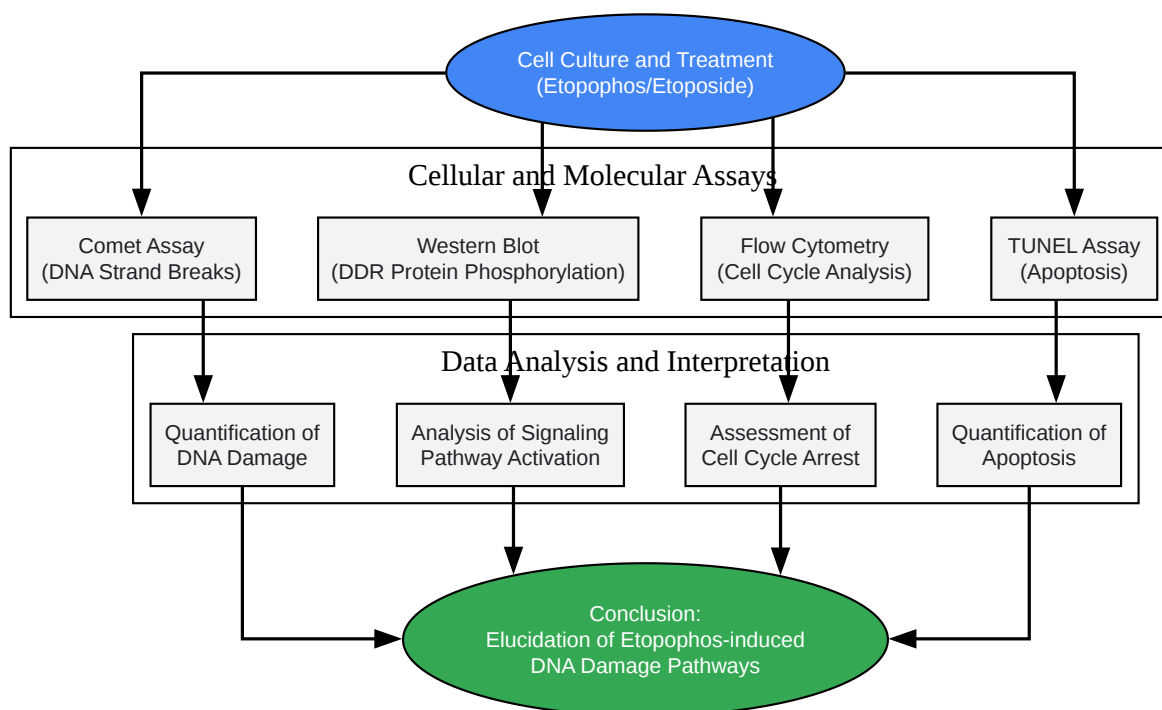 Cell Culture and Treatment
(Etopophos/Etoposide)
Cellular and Molecular Assays
Comet Assay
(DNA Strand Breaks)
Western Blot
(DDR Protein Phosphorylation)
Flow Cytometry
(Cell Cycle Analysis)
TUNEL Assay
(Apoptosis)
Data Analysis and Interpretation
Quantification of
DNA Damage
Analysis of Signaling
Pathway Activation
Assessment of
Cell Cycle Arrest
Quantification of
Apoptosis
Conclusion:
Elucidation of Etopophos-induced
DNA Damage Pathways